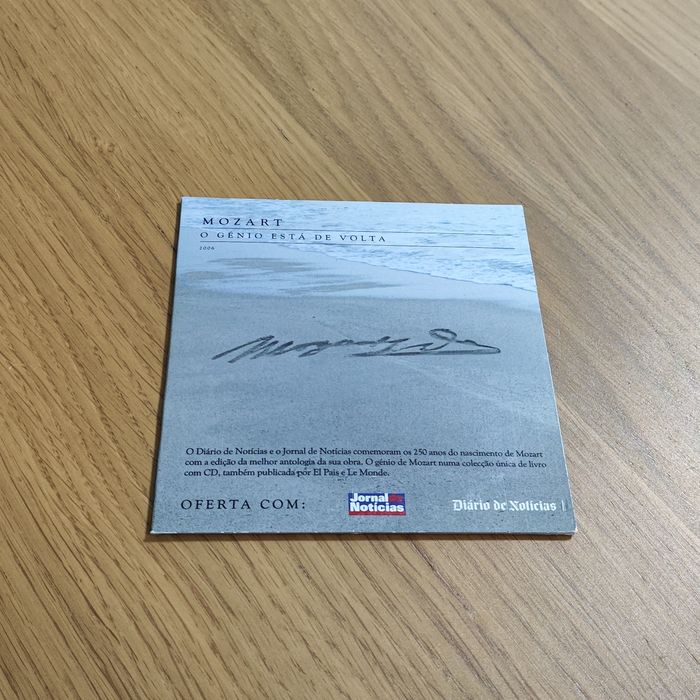 MOZART
O GÉNIO ESTÁ DE VOLTA
2006
Mozart
O Diário de Notícias e o Jornal de Notícias comemoram os 250 anos do nascimento de Mozart
com a edição da melhor antologia da sua obra. O génio de Mozart numa colecção única de livro
com CD, também publicada por El Pais e Le Monde.
OFERTA COM:
Jornal de
Notícias
Diário de Notícias